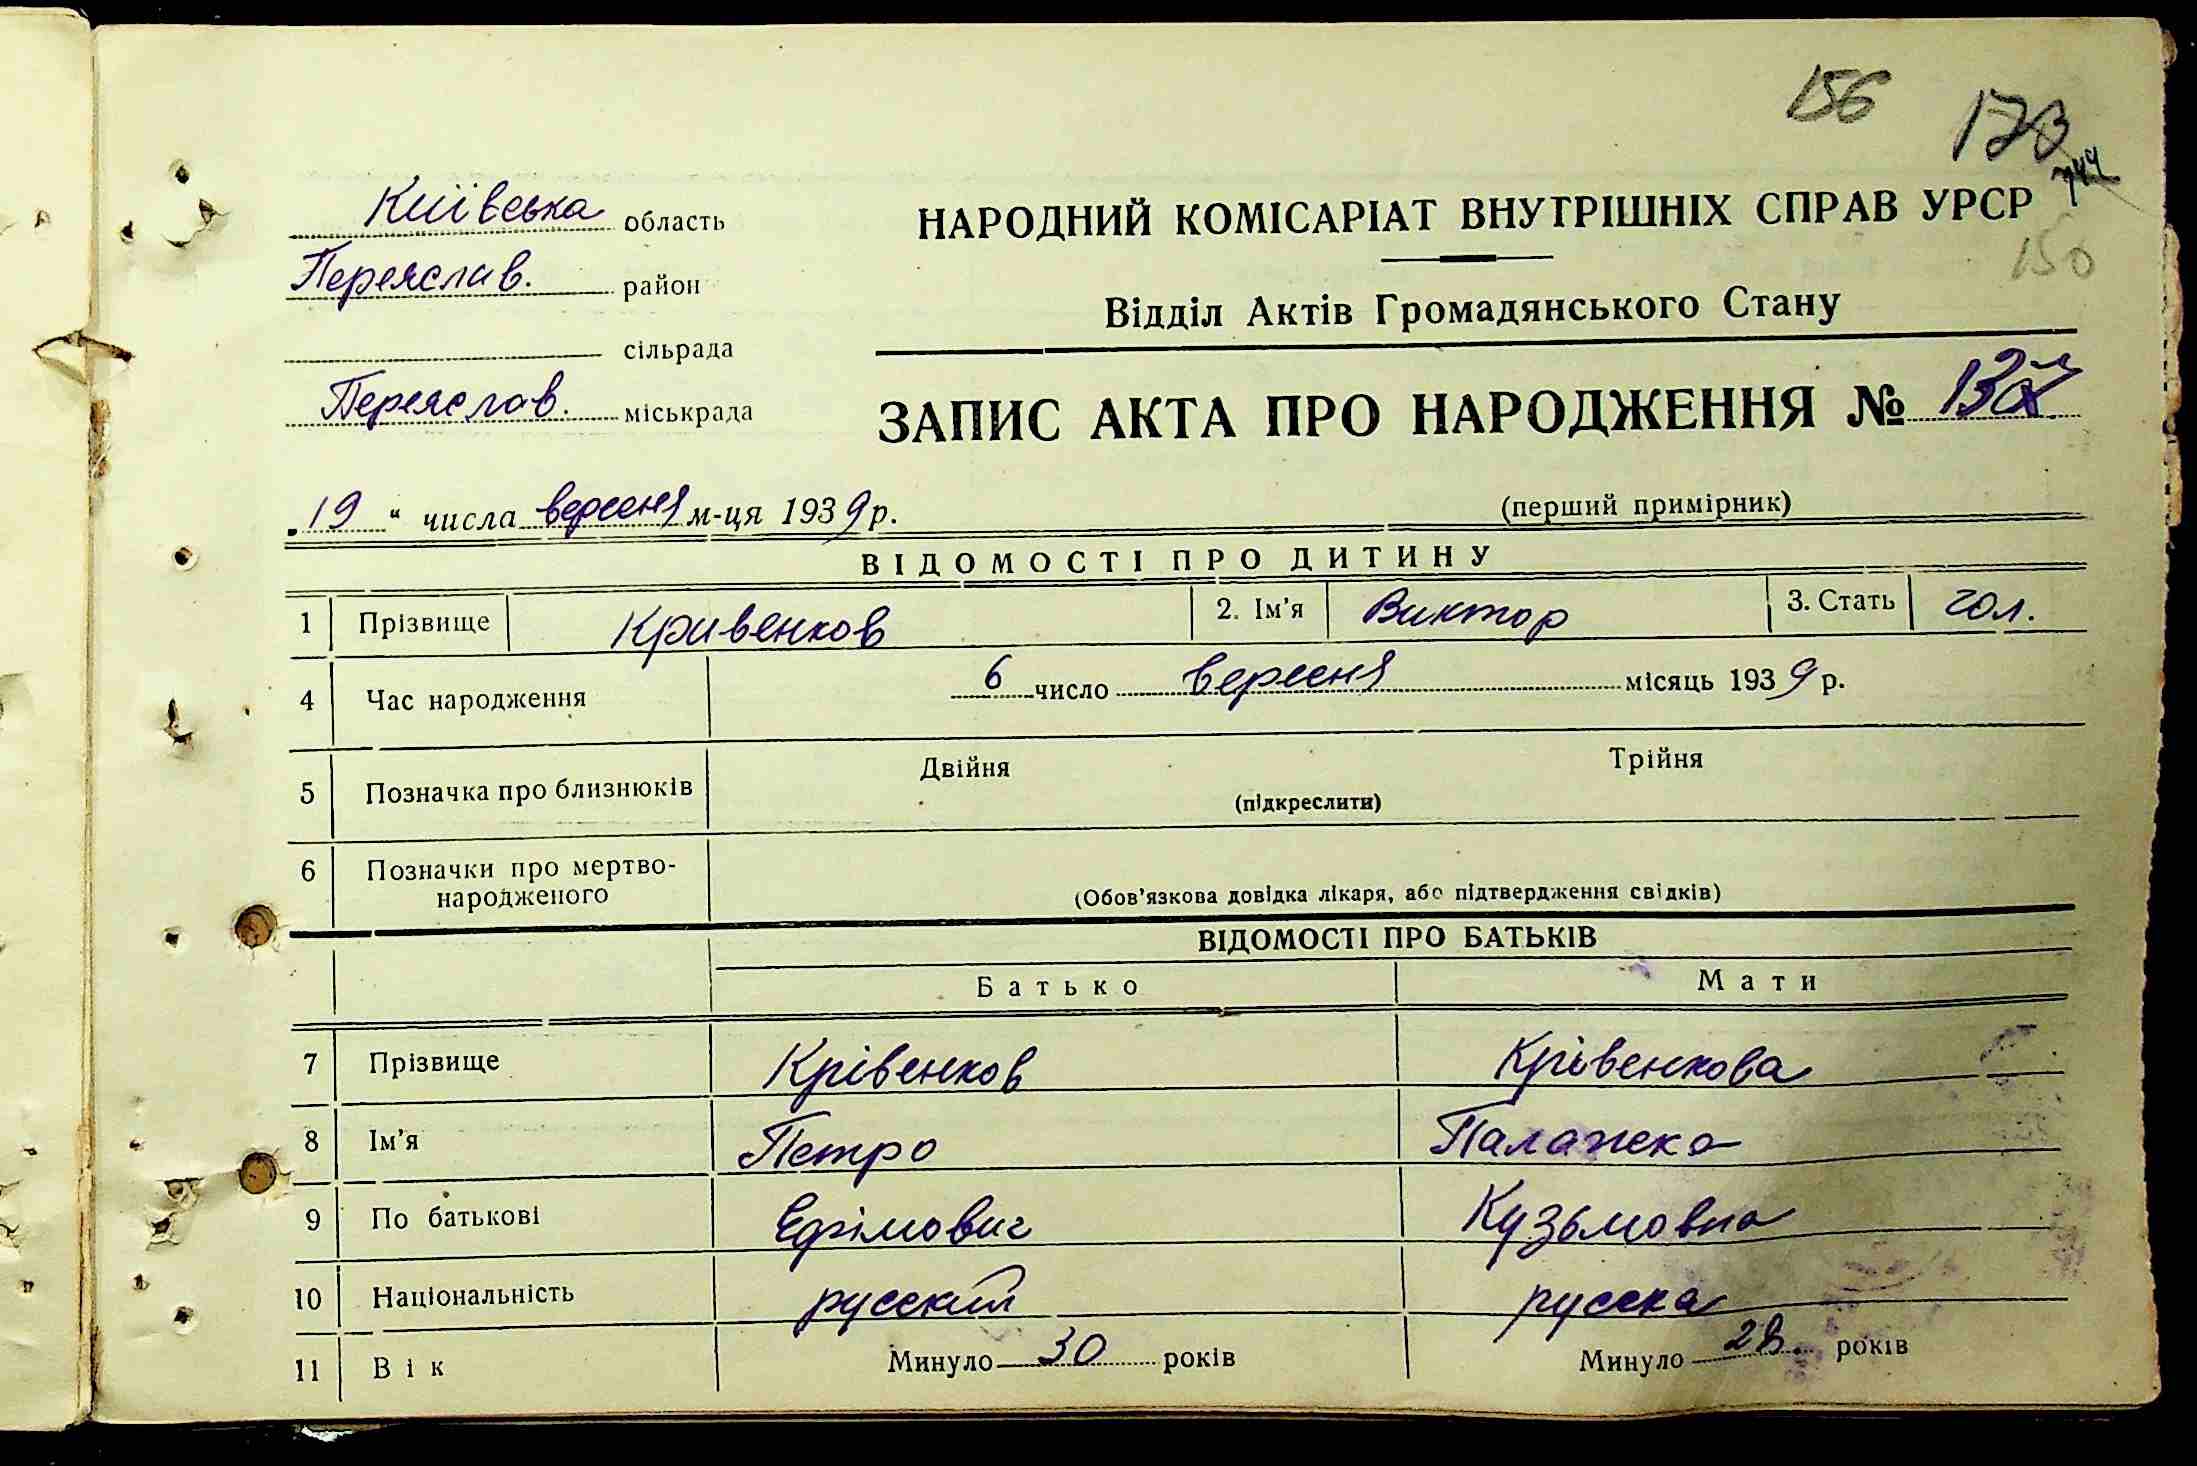 156
173
144
150
Київська область
Переяслав. район
сільрада
Переяслав. міськрада
НАРОДНИЙ КОМІСАРІАТ ВНУТРІШНІХ СПРАВ УРСР
Відділ Актів Громадянського Стану
ЗАПИС АКТА ПРО НАРОДЖЕННЯ №
„19" числа вересня м-ця 1939 р.
(перший примірник)
ВІДОМОСТІ ПРО ДИТИНУ
1 Прізвище Кривенков 2. Ім'я Виктор 3. Стать чол.
4 Час народження 6 число вересня місяць 1939 р.
5 Позначка про близнюків Двійня Трійня
(підкреслити)
6 Позначки про мертво-
народженого (Обов'язкова довідка лікаря, або підтвердження свідків)
ВІДОМОСТІ ПРО БАТЬКІВ
Батько Мати
7 Прізвище Крівенков Крівенкова
8 Ім'я Петро Палажка
9 По батькові Ефімович Кузьмовна
10 Національність русский русска
11 Вік Минуло 30 років Минуло 28 років